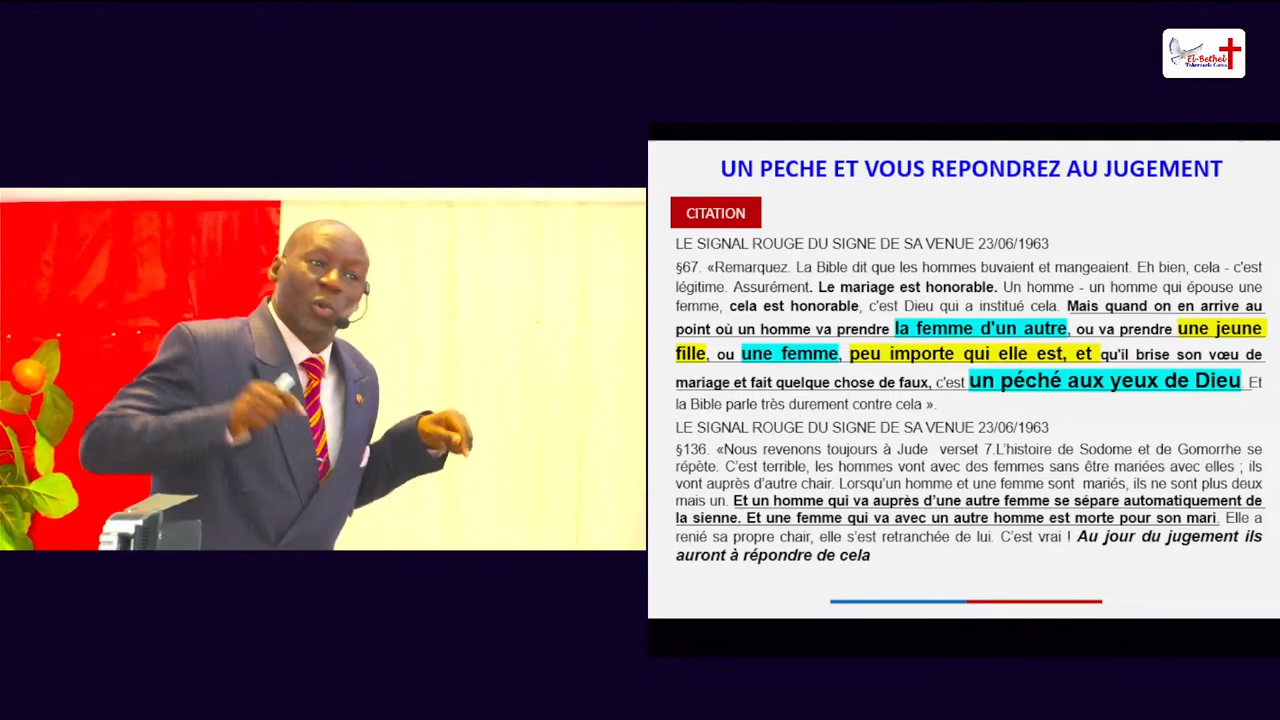 El-Bethel
Tabernacle Caen
UN PECHE ET VOUS REPONDREZ AU JUGEMENT
CITATION
LE SIGNAL ROUGE DU SIGNE DE SA VENUE 23/06/1963
§67. «Remarquez. La Bible dit que les hommes buvaient et mangeaient. Eh bien, cela - c'est
légitime. Assurément. Le mariage est honorable. Un homme - un homme qui épouse une
femme, cela est honorable, c'est Dieu qui a institué cela. Mais quand on en arrive au
point où un homme va prendre la femme d'un autre, ou va prendre une jeune
fille, ou une femme, peu importe qui elle est, et qu'il brise son vœu de
mariage et fait quelque chose de faux, c'est un péché aux yeux de Dieu. Et
la Bible parle très durement contre cela ».
LE SIGNAL ROUGE DU SIGNE DE SA VENUE 23/06/1963
§136. «Nous revenons toujours à Jude verset 7.L'histoire de Sodome et de Gomorrhe se
répète. C’est terrible, les hommes vont avec des femmes sans être mariées avec elles ; ils
vont auprès d’autre chair. Lorsqu’un homme et une femme sont mariés, ils ne sont plus deux
mais un. Et un homme qui va auprès d’une autre femme se sépare automatiquement de
la sienne. Et une femme qui va avec un autre homme est morte pour son mari. Elle a
renié sa propre chair, elle s’est retranchée de lui. C’est vrai ! Au jour du jugement ils
auront à répondre de cela